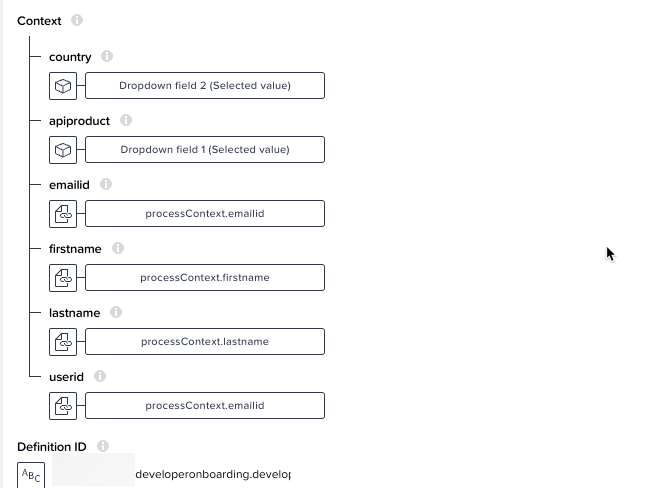 Context
country
Dropdown field 2 (Selected value)
apiproduct
Dropdown field 1 (Selected value)
emailid
processContext.emailid
firstname
processContext.firstname
lastname
processContext.lastname
userid
processContext.emailid
Definition ID
ABC developeronboarding.develop